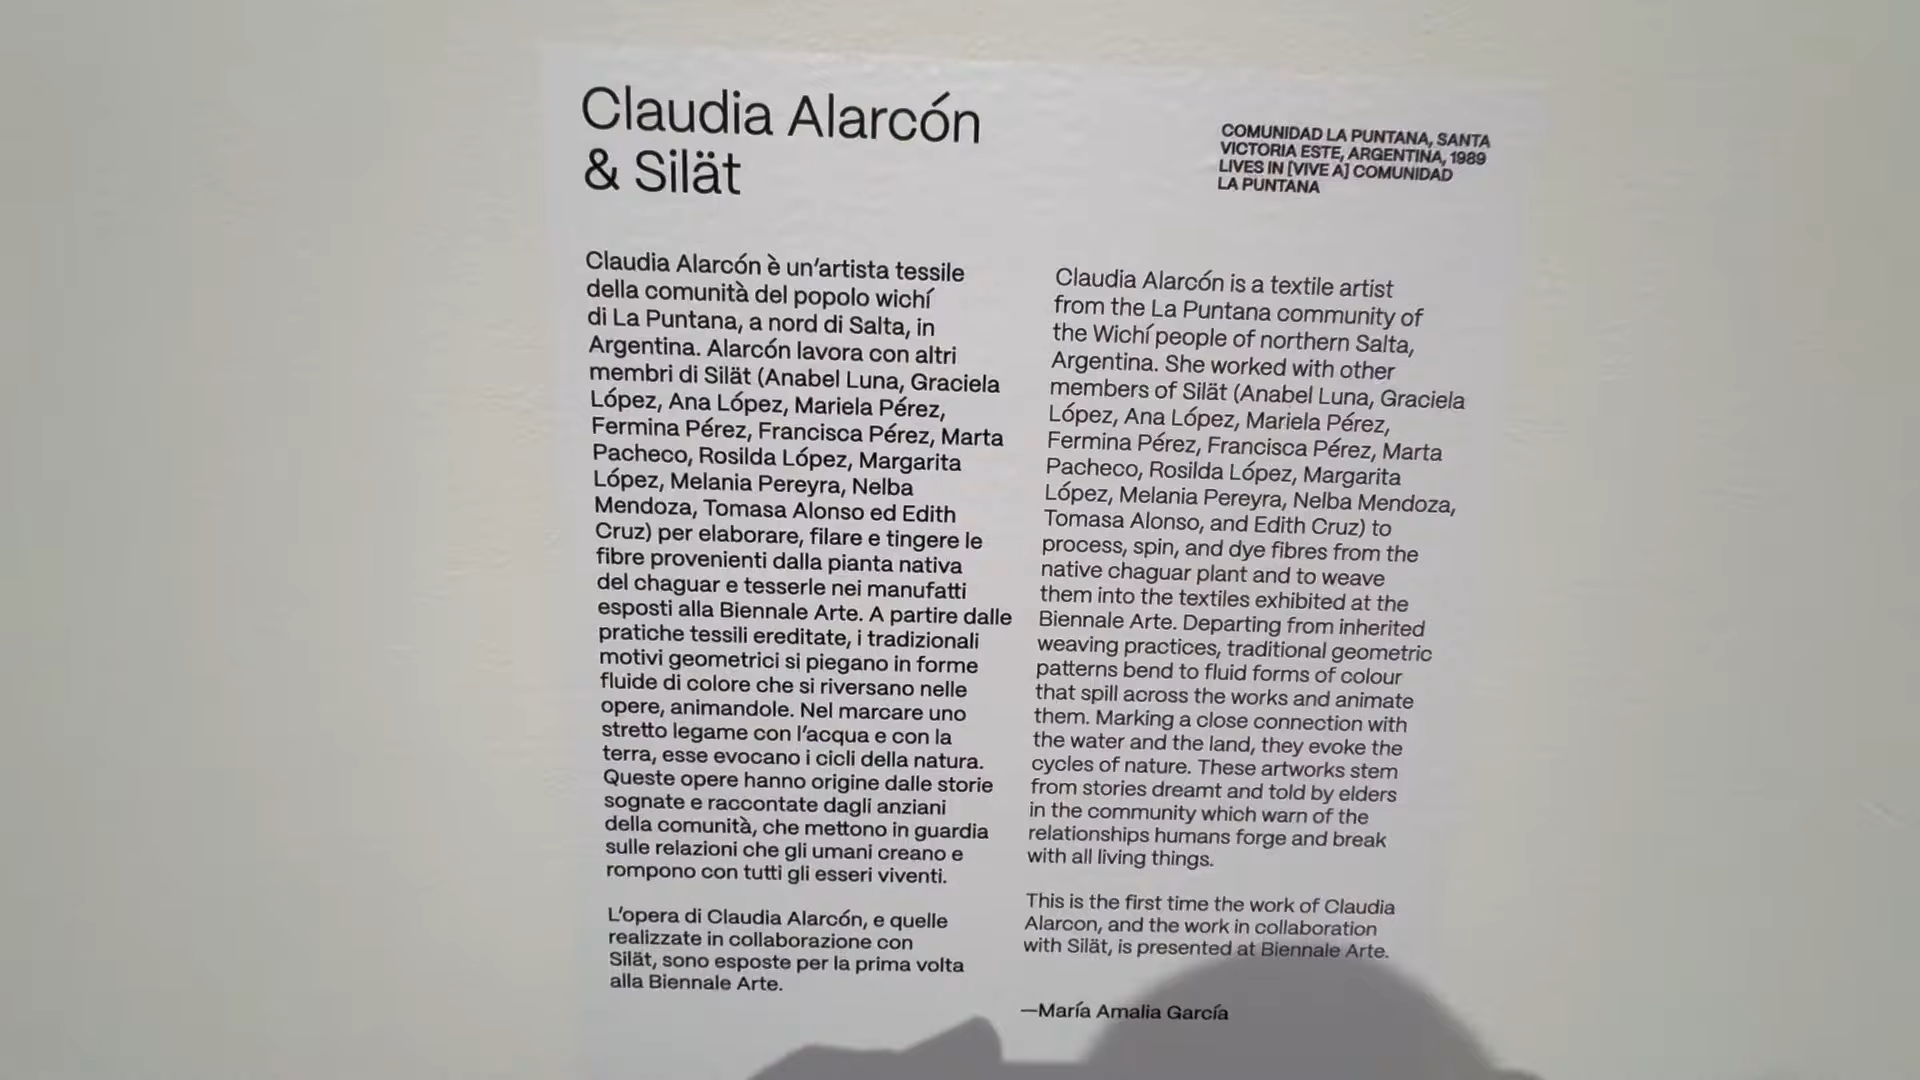 Claudia Alarcón
& Silät
COMUNIDAD LA PUNTANA, SANTA
VICTORIA ESTE, ARGENTINA, 1989
LIVES IN [VIVE A] COMUNIDAD
LA PUNTANA
Claudia Alarcón è un'artista tessile
della comunità del popolo wichí
di La Puntana, a nord di Salta, in
Argentina. Alarcón lavora con altri
membri di Silät (Anabel Luna, Graciela
López, Ana López, Mariela Pérez,
Fermina Pérez, Francisca Pérez, Marta
Pacheco, Rosilda López, Margarita
López, Melania Pereyra, Nelba
Mendoza, Tomasa Alonso ed Edith
Cruz) per elaborare, filare e tingere le
fibre provenienti dalla pianta nativa
del chaguar e tesserle nei manufatti
esposti alla Biennale Arte. A partire dalle
pratiche tessili ereditate, i tradizionali
motivi geometrici si piegano in forme
fluide di colore che si riversano nelle
opere, animandole. Nel marcare uno
stretto legame con l'acqua e con la
terra, esse evocano i cicli della natura.
Queste opere hanno origine dalle storie
sognate e raccontate dagli anziani
della comunità, che mettono in guardia
sulle relazioni che gli umani creano e
rompono con tutti gli esseri viventi.
L'opera di Claudia Alarcón, e quelle
realizzate in collaborazione con
Silät, sono esposte per la prima volta
alla Biennale Arte.
Claudia Alarcón is a textile artist
from the La Puntana community of
the Wichí people of northern Salta,
Argentina. She worked with other
members of Silät (Anabel Luna, Graciela
López, Ana López, Mariela Pérez,
Fermina Pérez, Francisca Pérez, Marta
Pacheco, Rosilda López, Margarita
López, Melania Pereyra, Nelba Mendoza,
Tomasa Alonso, and Edith Cruz) to
process, spin, and dye fibres from the
native chaguar plant and to weave
them into the textiles exhibited at the
Biennale Arte. Departing from inherited
weaving practices, traditional geometric
patterns bend to fluid forms of colour
that spill across the works and animate
them. Marking a close connection with
the water and the land, they evoke the
cycles of nature. These artworks stem
from stories dreamt and told by elders
in the community which warn of the
relationships humans forge and break
with all living things.
This is the first time the work of Claudia
Alarcon, and the work in collaboration
with Silät, is presented at Biennale Arte.
—María Amalia García